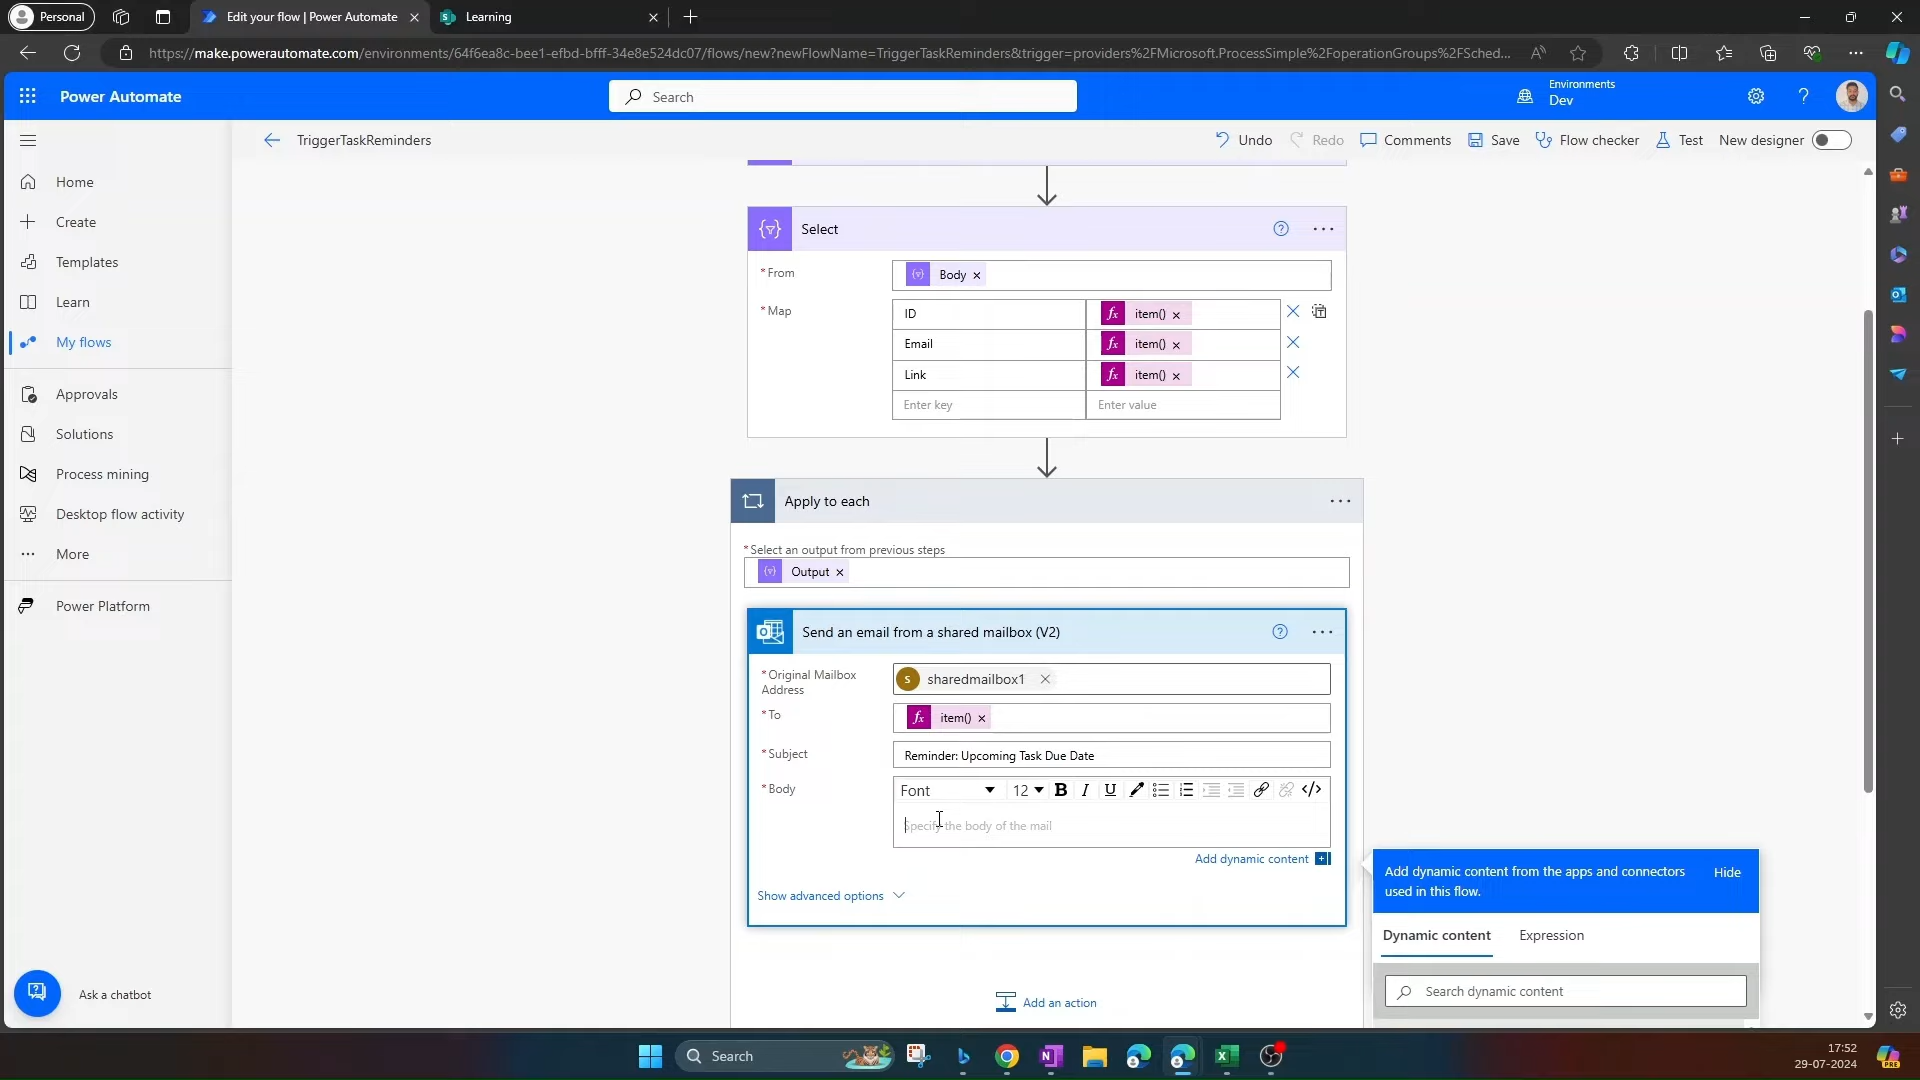 Personal
Edit your flow | Power Automate
Learning
https://make.powerautomate.com/environments/64f6ea8c-bee1-efbd-bfff-34e8e524dc07/flows/new?newFlowName=TriggerTaskReminders&trigger=providers%2FMicrosoft.ProcessSimple%2FoperationGroups%2FSched...
Power Automate
Search
Environments
Dev
TriggerTaskReminders
Undo
Redo
Comments
Save
Flow checker
Test
New designer
Home
Create
Templates
Learn
My flows
Approvals
Solutions
Process mining
Desktop flow activity
More
Power Platform
Ask a chatbot
Select
* From
Body
* Map
ID
item()
Email
item()
Link
item()
Enter key
Enter value
Apply to each
* Select an output from previous steps
Output
Send an email from a shared mailbox (V2)
* Original Mailbox
Address
S
sharedmailbox1
* To
item()
* Subject
Reminder: Upcoming Task Due Date
* Body
Font
12
B I U
Specify the body of the mail
Add dynamic content
Show advanced options
Add an action
Add dynamic content from the apps and connectors
used in this flow.
Hide
Dynamic content
Expression
Search dynamic content
Search
17:52
29-07-2024
PRE